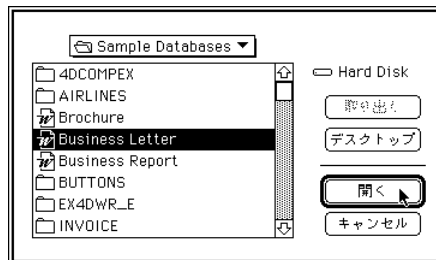 Sample Databases
4DCOMPEX
AIRLINES
Brochure
Business Letter
Business Report
BUTTONS
EX4DWR_E
INVOICE
Hard Disk
取り出し
デスクトップ
開く
キャンセル